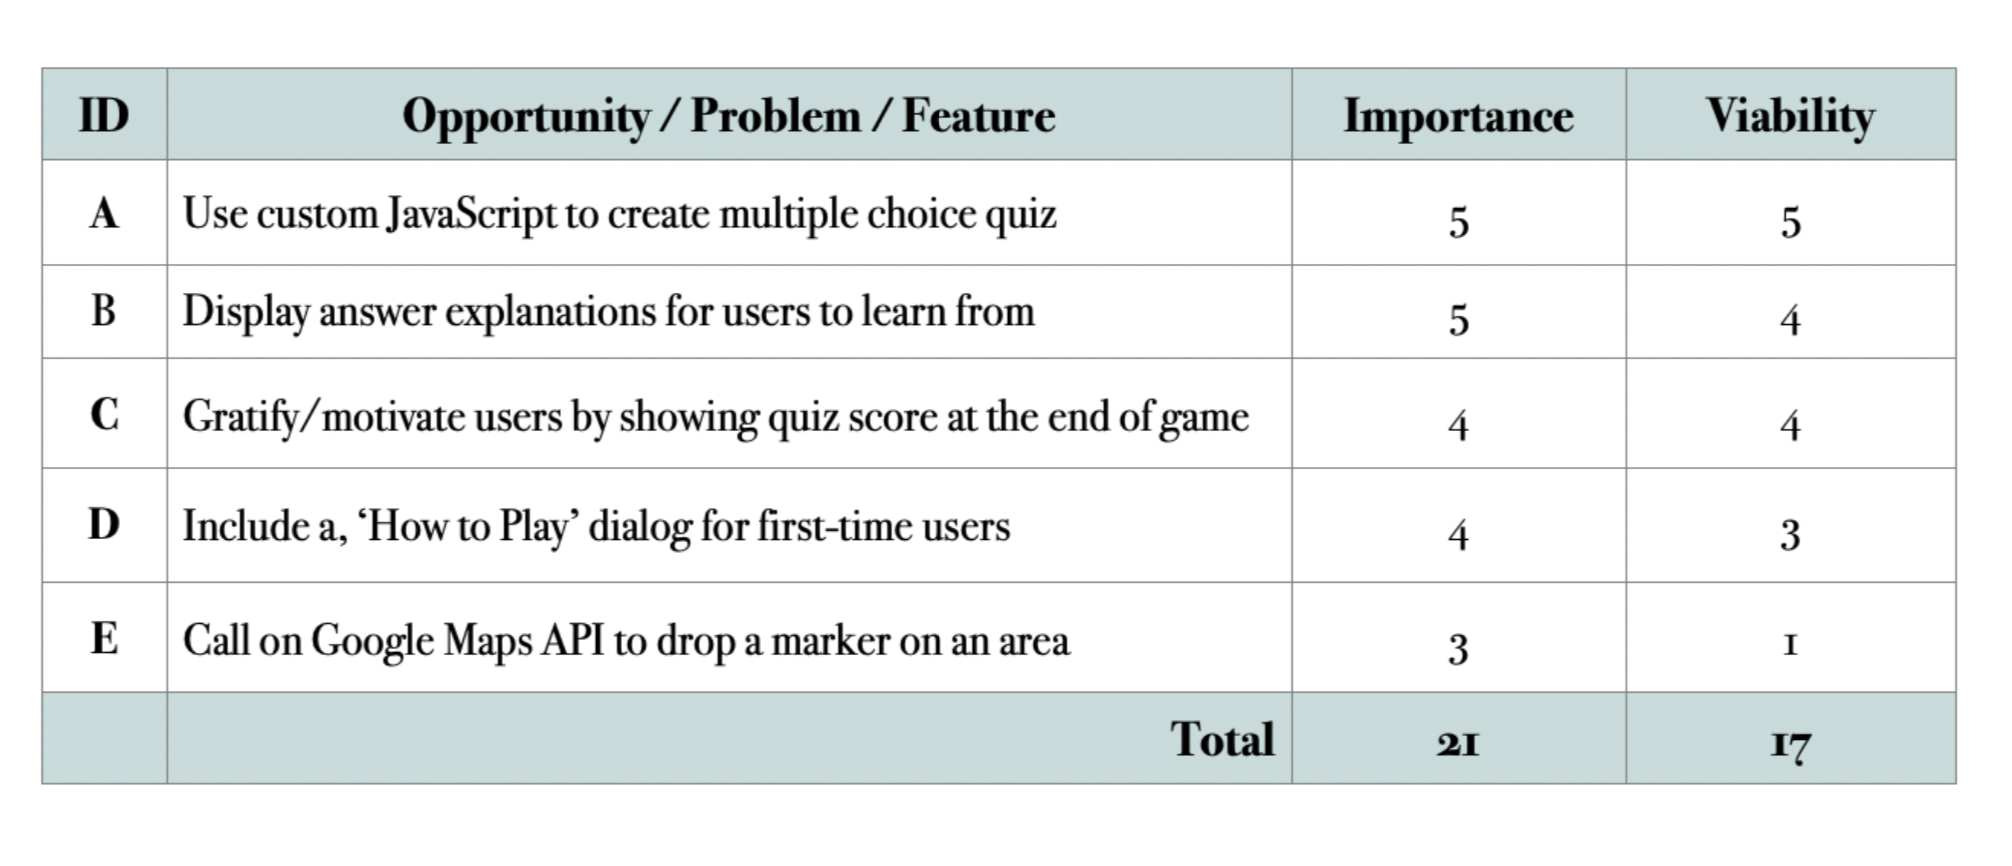 ID Opportunity / Problem / Feature Importance Viability
A Use custom JavaScript to create multiple choice quiz 5 5
B Display answer explanations for users to learn from 5 4
C Gratify/motivate users by showing quiz score at the end of game 4 4
D Include a, ‘How to Play’ dialog for first-time users 4 3
E Call on Google Maps API to drop a marker on an area 3 1
Total 21 17